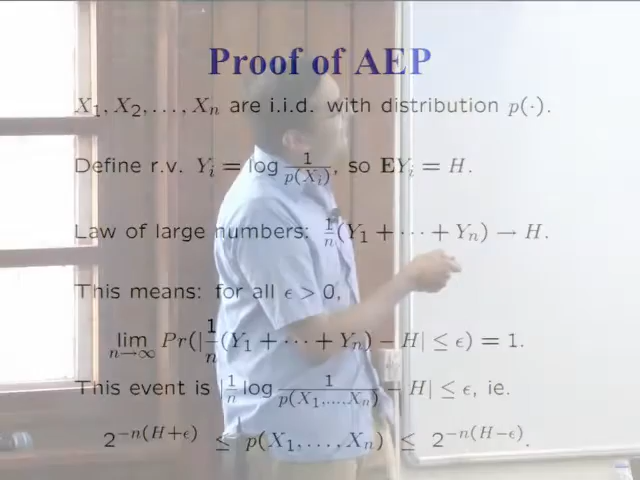 Proof of AEP
X₁, X₂, . . . , Xₙ are i.i.d. with distribution p(·).
Define r.v. Yᵢ = log 1/p(Xᵢ), so EYᵢ = H.
Law of large numbers: 1/n(Y₁ + · · · + Yₙ) → H.
This means: for all ϵ > 0,
lim n→∞ Pr(|1/n(Y₁ + · · · + Yₙ) − H| ≤ ϵ) = 1.
This event is |1/n log 1/p(X₁,...,Xₙ) − H| ≤ ϵ, ie.
2^{−n(H+ϵ)} ≤ p(X₁, . . . , Xₙ) ≤ 2^{−n(H−ϵ)}.